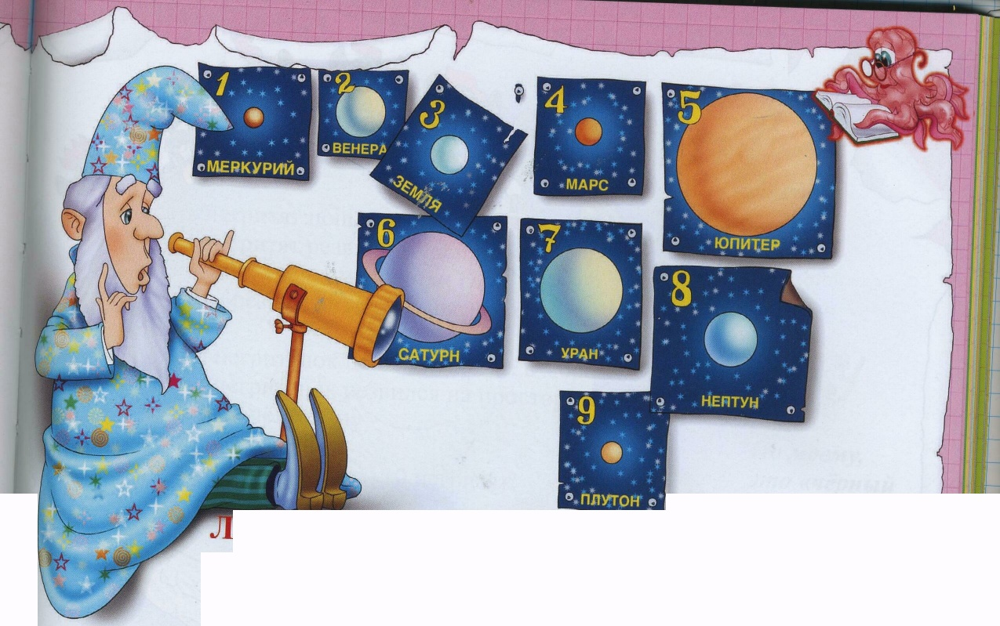 1
МЕРКУРИЙ
2
ВЕНЕРА
3
ЗЕМЛЯ
4
МАРС
5
ЮПИТЕР
6
САТУРН
7
УРАН
8
НЕПТУН
9
ПЛУТОН
Л